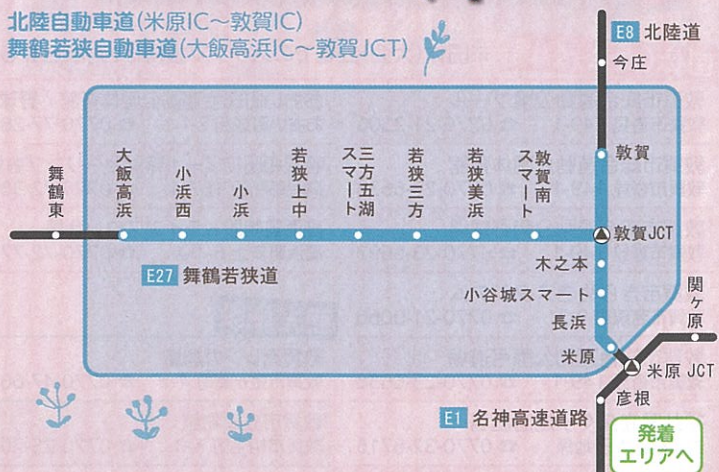 北陸自動車道(米原IC～敦賀IC)
舞鶴若狭自動車道(大飯高浜IC～敦賀JCT)
E8 北陸道
今庄
敦賀
舞鶴東
大飯高浜
小浜西
小浜
若狭上中
三方五湖
スマート
若狭三方
若狭美浜
敦賀南
スマート
敦賀JCT
E27 舞鶴若狭道
木之本
小谷城スマート
長浜
米原
関ヶ原
米原 JCT
彦根
E1 名神高速道路
発着
エリアへ